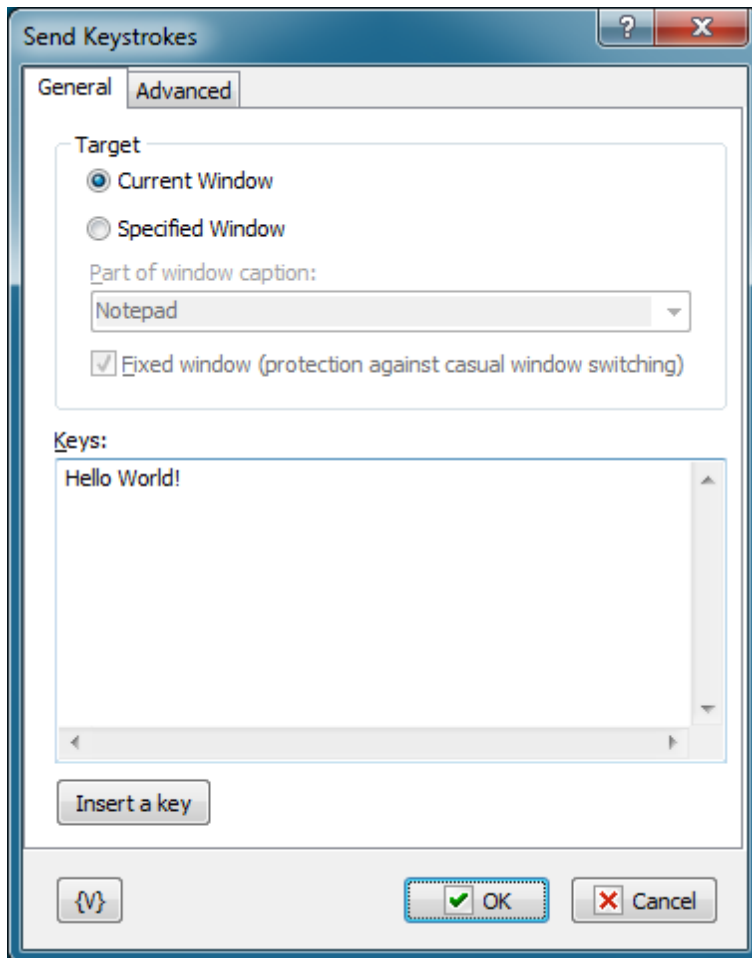 Send Keystrokes
?
General
Advanced
Target
Current Window
Specified Window
Part of window caption:
Notepad
Fixed window (protection against casual window switching)
Keys:
Hello World!
Insert a key
{V}
OK
Cancel